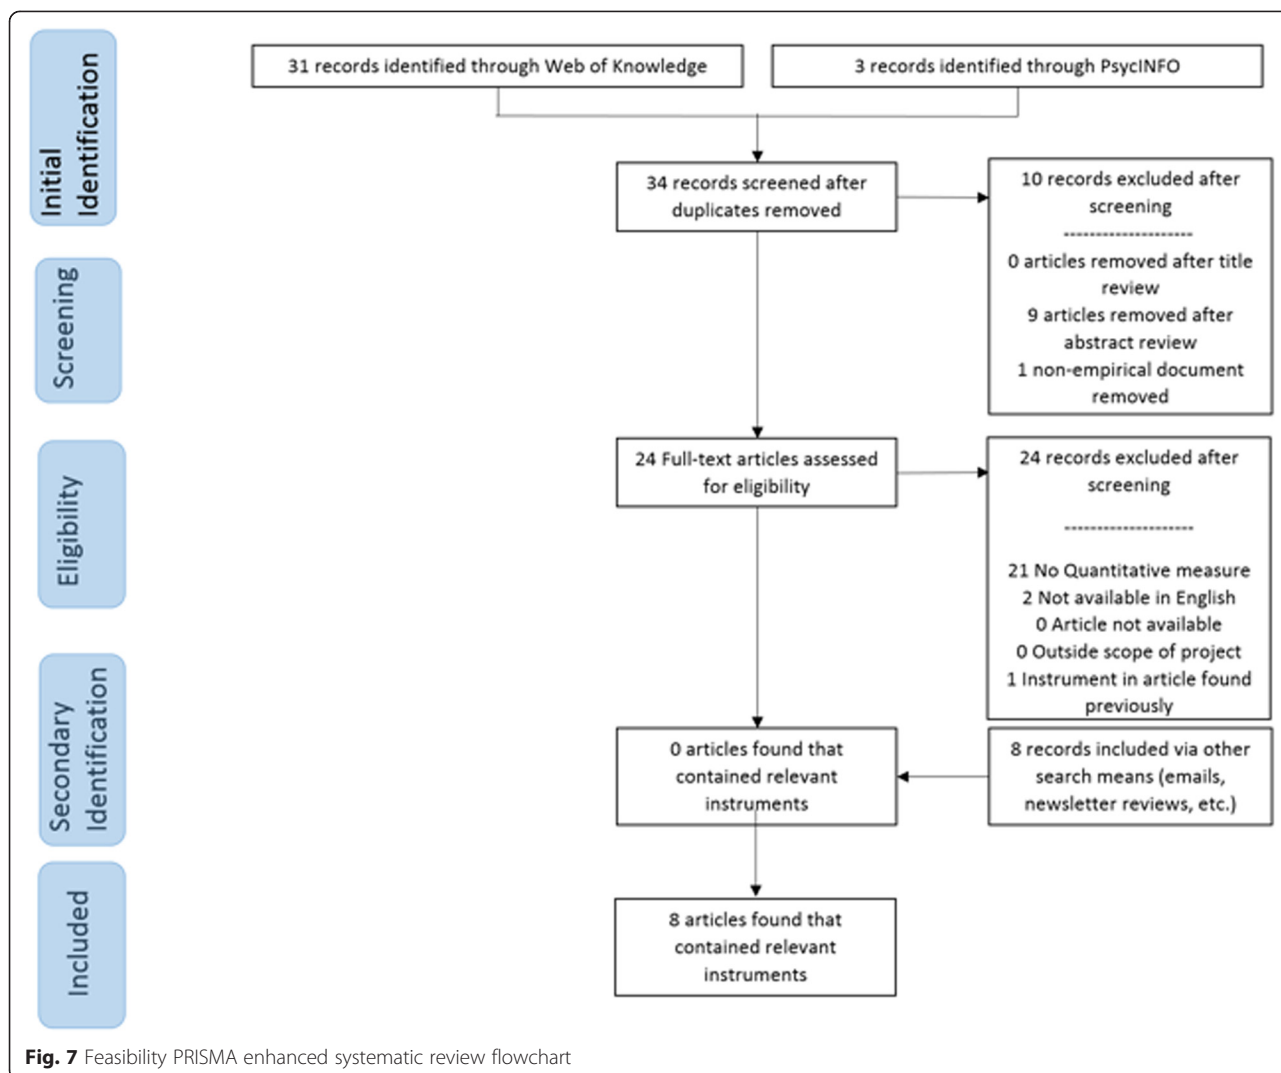 Initial
Identification
31 records identified through Web of Knowledge
3 records identified through PsycINFO
34 records screened after
duplicates removed
10 records excluded after
screening
--------------------
0 articles removed after title
review
9 articles removed after
abstract review
1 non-empirical document
removed
Screening
Eligibility
24 Full-text articles assessed
for eligibility
24 records excluded after
screening
--------------------
21 No Quantitative measure
2 Not available in English
0 Article not available
0 Outside scope of project
1 Instrument in article found
previously
Secondary
Identification
0 articles found that
contained relevant
instruments
8 records included via other
search means (emails,
newsletter reviews, etc.)
Included
8 articles found that
contained relevant
instruments
Fig. 7 Feasibility PRISMA enhanced systematic review flowchart